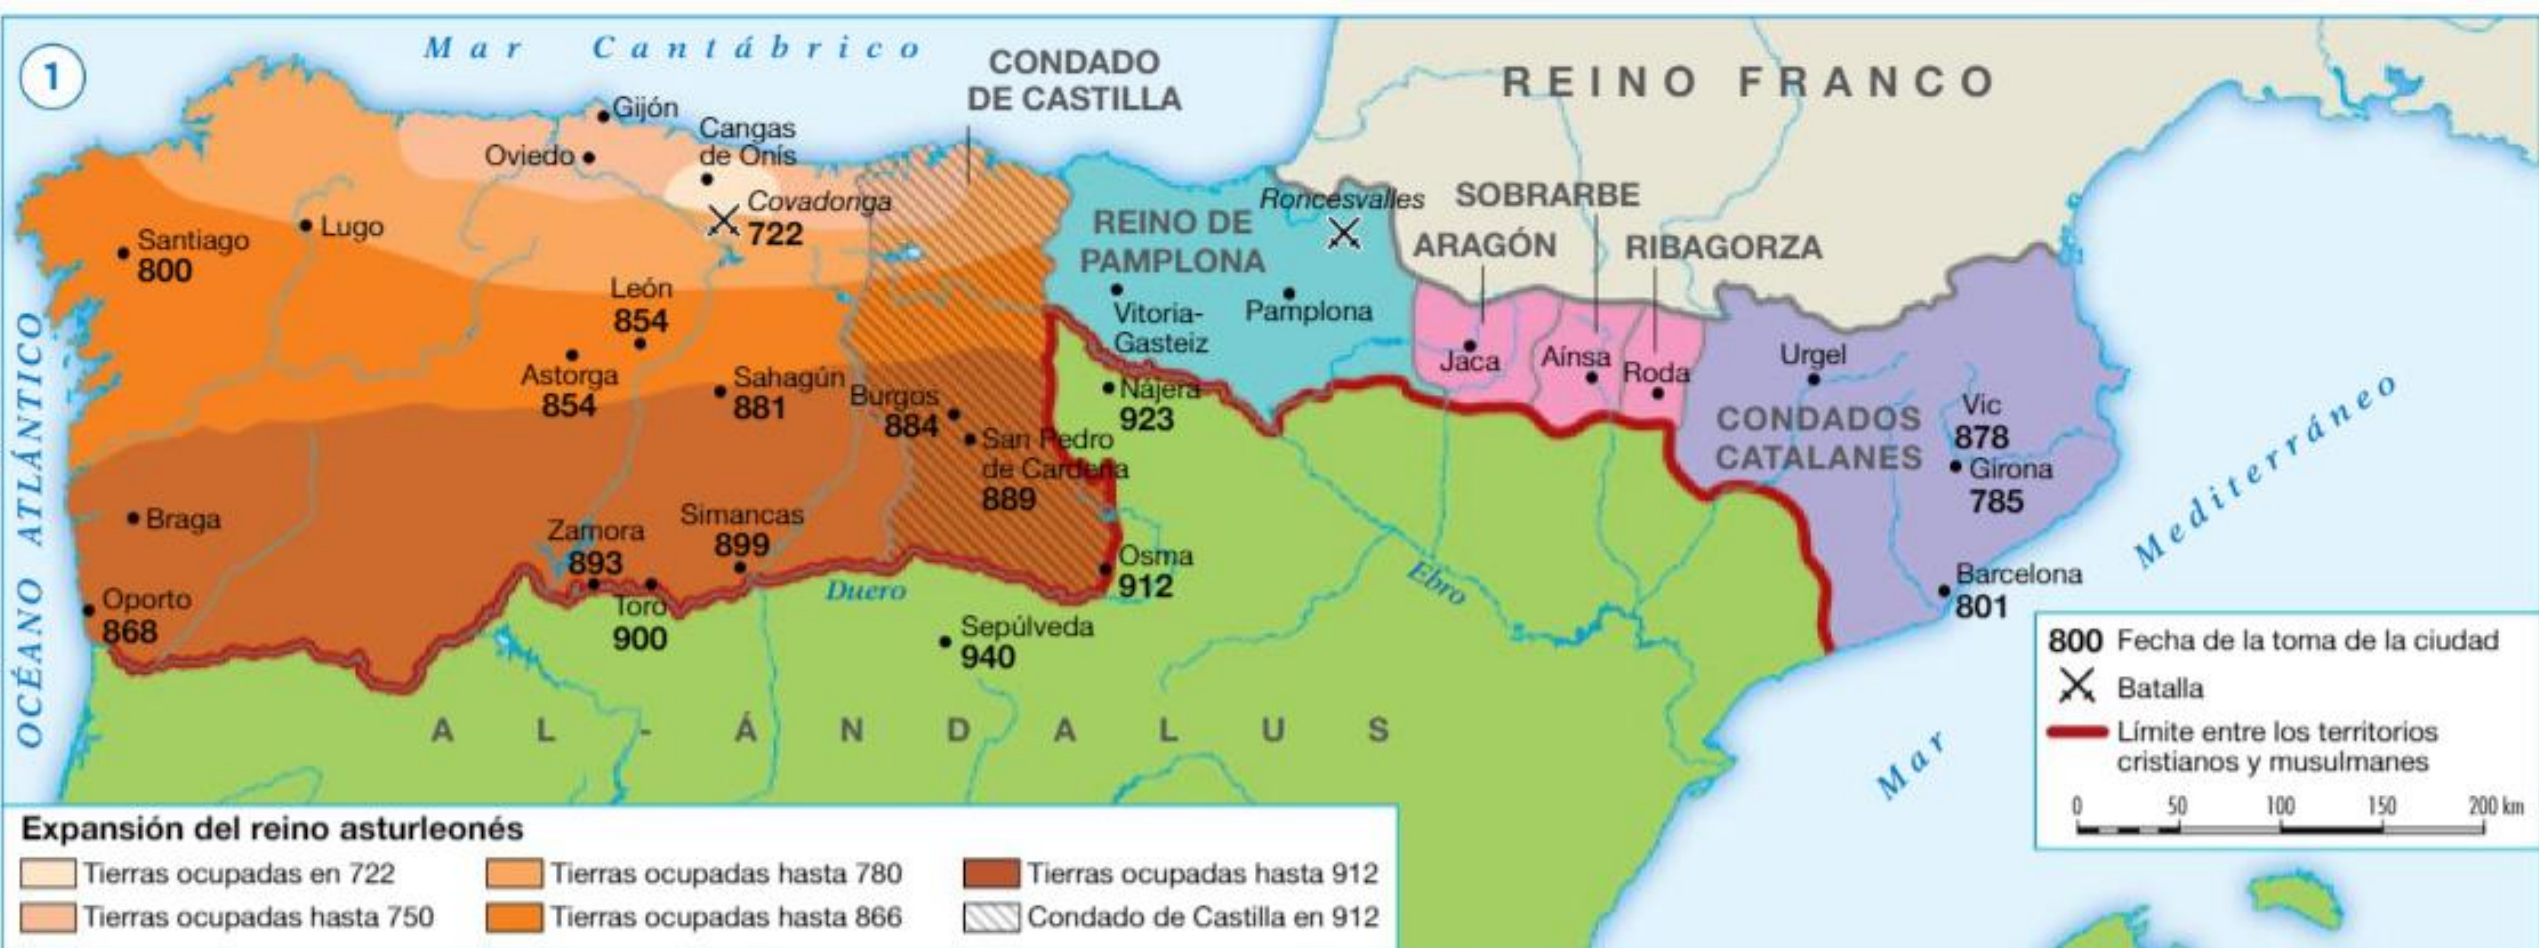 1
Mar Cantábrico
CONDADO
DE CASTILLA
REINO FRANCO
Gijón
Cangas
de Onís
Oviedo
Covadonga
722
Roncesvalles
SOBRARBE
REINO DE
PAMPLONA
ARAGÓN
RIBAGORZA
Lugo
Santiago
800
León
854
Vitoria-
Gasteiz
Pamplona
Jaca
Aínsa
Roda
Urgel
Astorga
854
Sahagún
881
Burgos
884
Nájera
923
CONDADOS
CATALANES
Vic
878
Girona
785
San Pedro
de Cardeña
889
OCÉANO ATLÁNTICO
Braga
Zamora
893
Simancas
899
Osma
912
Duero
Ebro
Oporto
868
Toro
900
Sepúlveda
940
Barcelona
801
Mar Mediterráneo
AL-ÁNDALUS
800 Fecha de la toma de la ciudad
Batalla
Límite entre los territorios
cristianos y musulmanes
0 50 100 150 200 km
Expansión del reino asturleonés
Tierras ocupadas en 722
Tierras ocupadas hasta 750
Tierras ocupadas hasta 780
Tierras ocupadas hasta 866
Tierras ocupadas hasta 912
Condado de Castilla en 912